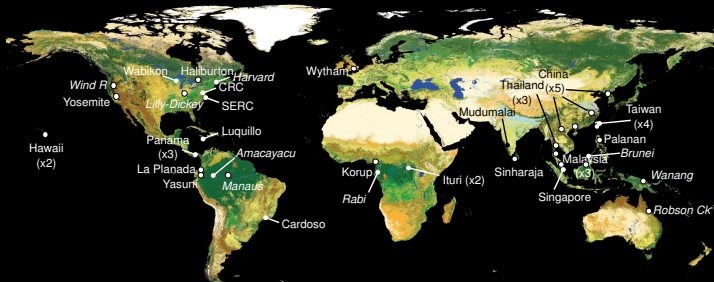 Wabikon
Haliburton
Harvard
Wind R
CRC
Yosemite
Lilly-Dickey
SERC
Wytham
China
(x5)
Thailand
(x3)
Mudumalai
Taiwan
(x4)
Hawaii
(x2)
Panama
(x3)
Luquillo
Amacayacu
La Planada
Yasuni
Manaus
Cardoso
Korup
Rabi
Ituri (x2)
Sinharaja
Palanan
Malaysia
(x3)
Brunei
Singapore
Wanang
Robson Ck